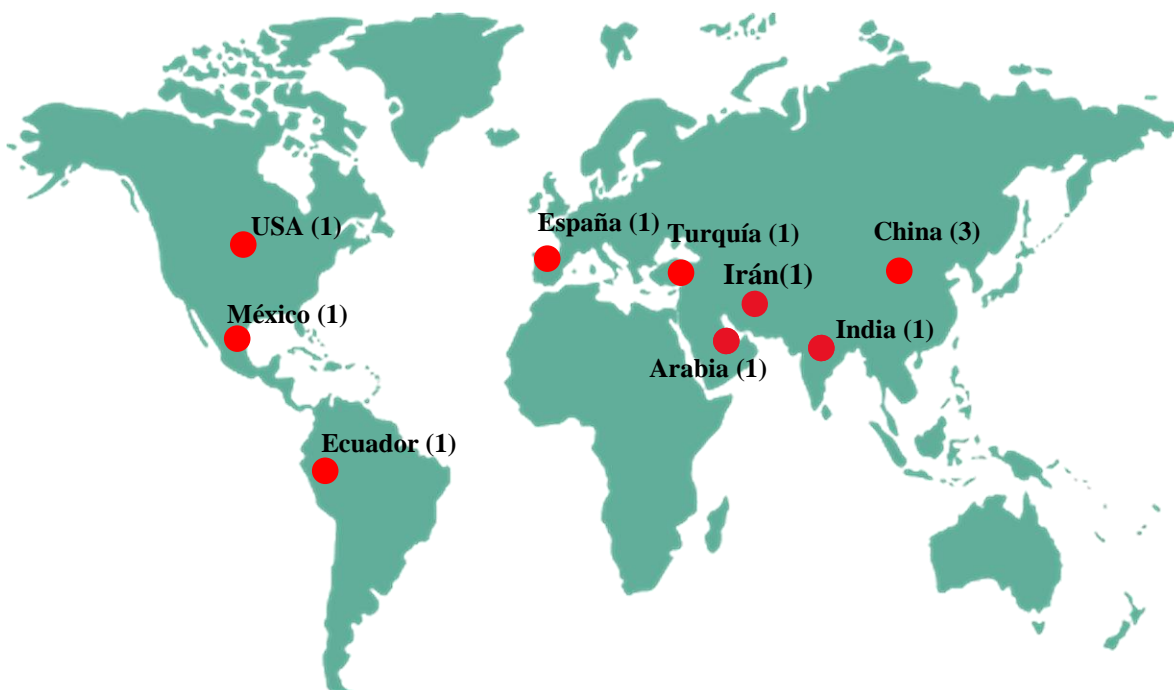 España (1)
USA (1)
Turquía (1)
China (3)
Irán(1)
México (1)
India (1)
Arabia (1)
Ecuador (1)